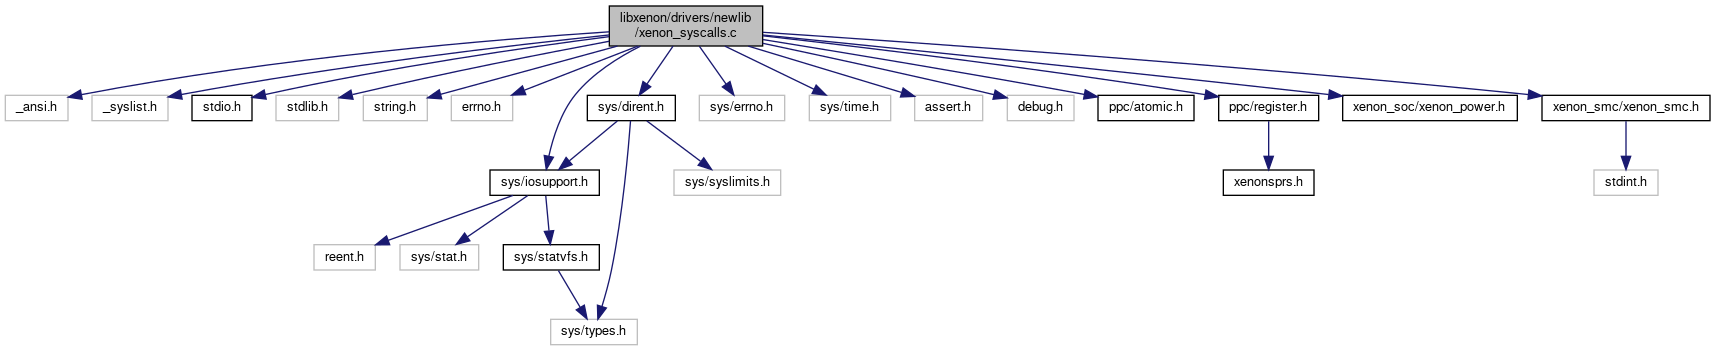 libxenon/drivers/newlib
/xenon_syscalls.c
_ansi.h
_syslist.h
stdio.h
stdlib.h
string.h
errno.h
sys/dirent.h
sys/errno.h
sys/time.h
assert.h
debug.h
ppc/atomic.h
ppc/register.h
xenon_soc/xenon_power.h
xenon_smc/xenon_smc.h
sys/iosupport.h
sys/syslimits.h
xenonsprs.h
stdint.h
reent.h
sys/stat.h
sys/statvfs.h
sys/types.h